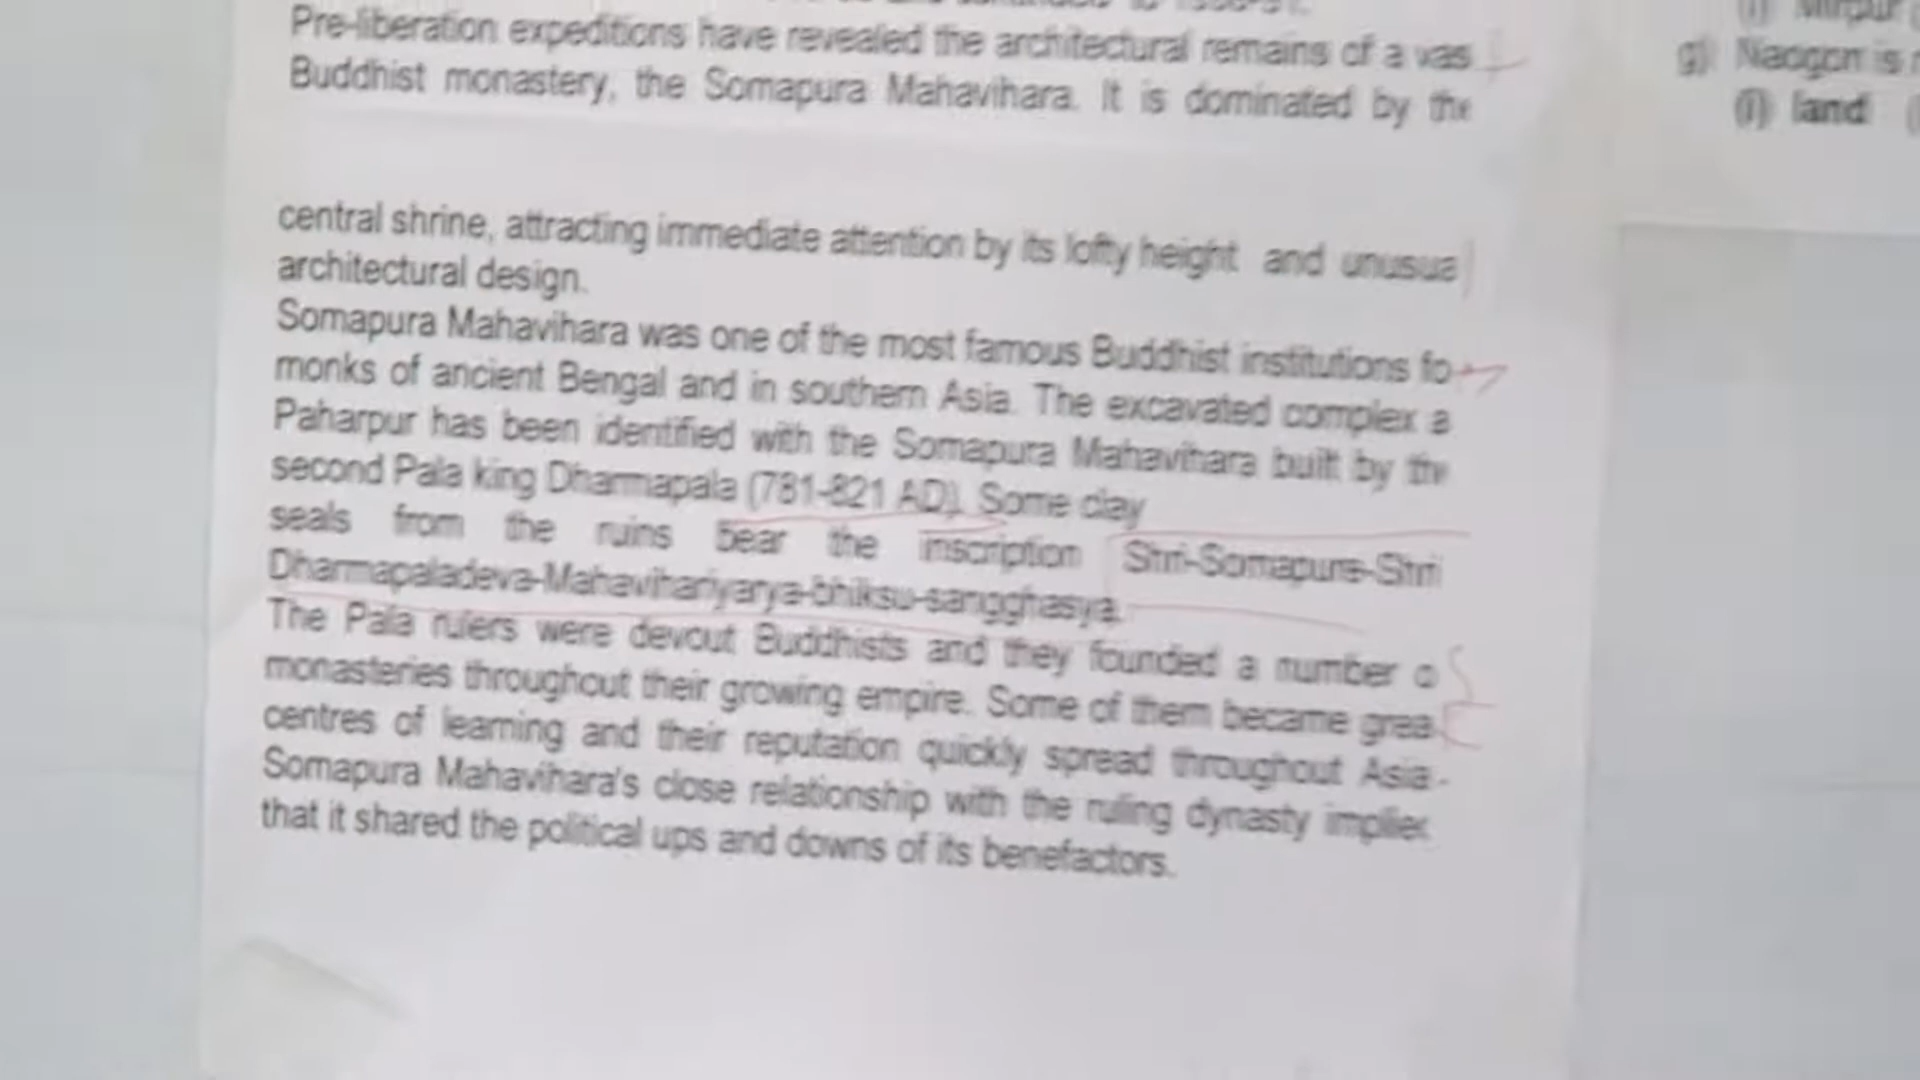 Pre-liberation expeditions have revealed the architectural remains of a vas
Buddhist monastery, the Somapura Mahavihara. It is dominated by the
central shrine, attracting immediate attention by its lofty height and unusua
architectural design.
Somapura Mahavihara was one of the most famous Buddhist institutions fo
monks of ancient Bengal and in southern Asia. The excavated complex a
Paharpur has been identified with the Somapura Mahavihara built by the
second Pala king Dharmapala (781-821 AD). Some clay
seals from the ruins bear the inscription Shri-Somapure-Shri
Dharmapaladeva-Mahavihariyarya-bhiksu-sangghasya.
The Pala rulers were devout Buddhists and they founded a number o
monasteries throughout their growing empire. Some of them became grea
centres of learning and their reputation quickly spread throughout Asia.
Somapura Mahavihara's close relationship with the ruling dynasty implied
that it shared the political ups and downs of its benefactors.
(i) Mirpur
g) Naogon is
(i) land